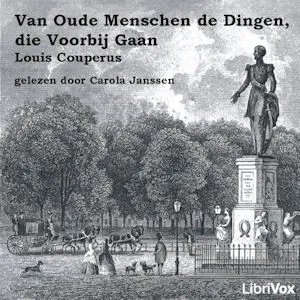 Van Oude Menschen de Dingen,
die Voorbij Gaan
Louis Couperus
gelezen door Carola Janssen
LibriVox